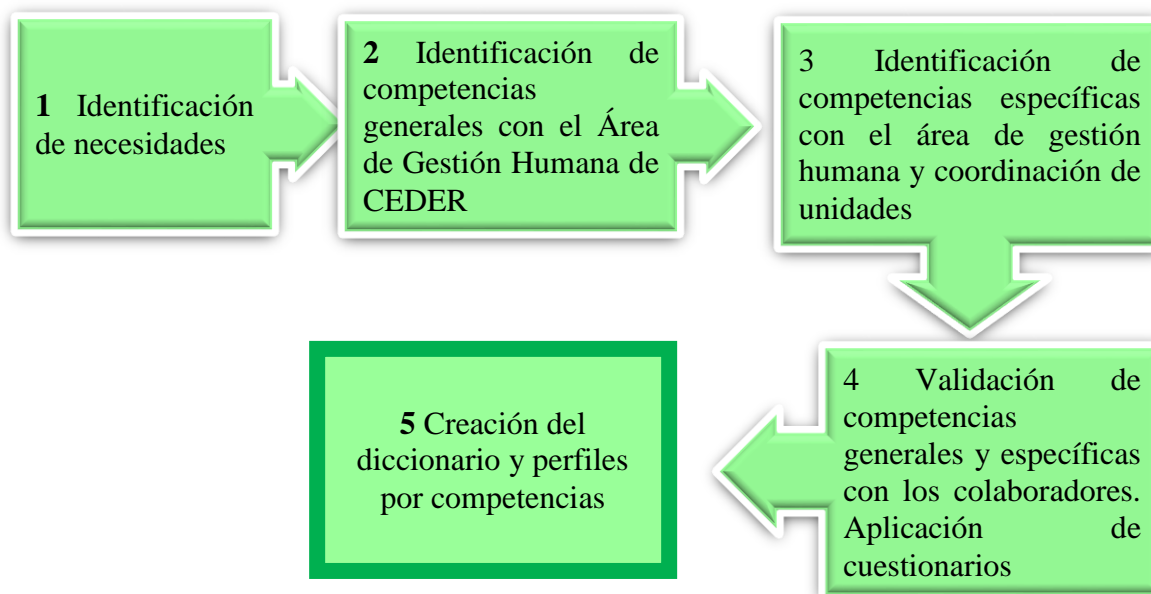 1 Identificación
de necesidades
2 Identificación de
competencias
generales con el Área
de Gestión Humana de
CEDER
3 Identificación de
competencias específicas
con el área de gestión
humana y coordinación de
unidades
4 Validación de
competencias
generales y específicas
con los colaboradores.
Aplicación de
cuestionarios
5 Creación del
diccionario y perfiles
por competencias